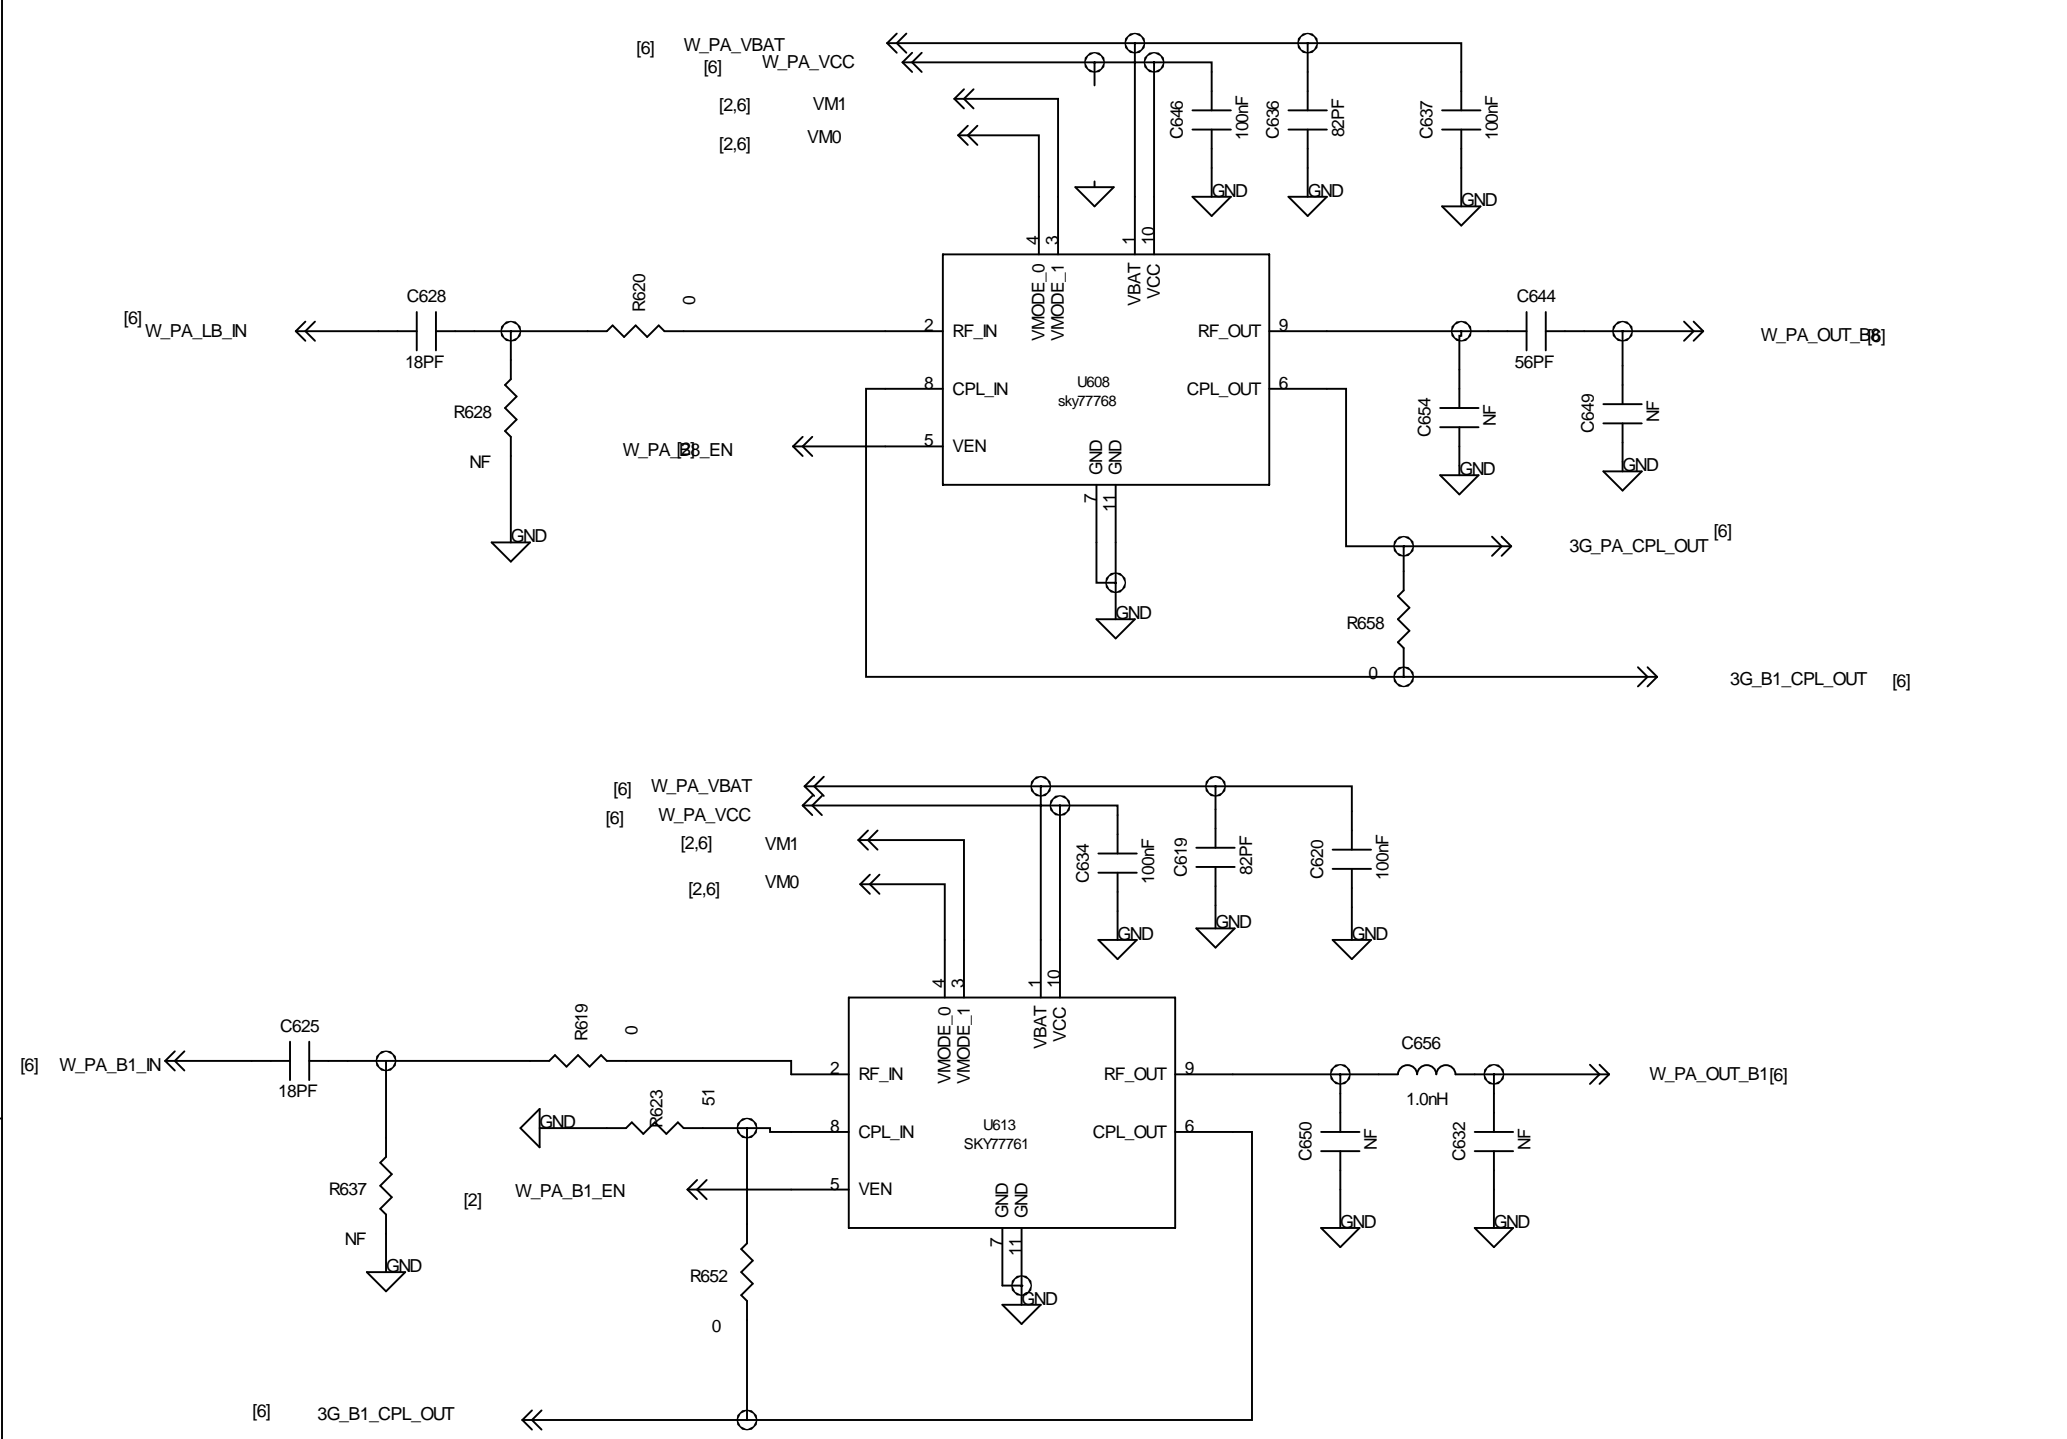 [6] W_PA_VBAT
[6] W_PA_VCC
[2,6] VM1
[2,6] VM0
C646 100nF
C636 82PF
C637 100nF
GND
GND
GND
4 3 1 10
VMODE_0
VMODE_1
VBAT
VCC
[6] W_PA_LB_IN
C628
18PF
R620 0
2 RF_IN
RF_OUT 9
C644
56PF
W_PA_OUT_B8 [6]
R628
NF
GND
8 CPL_IN
U608
sky77768
CPL_OUT 6
C654 NF
GND
C649 NF
GND
W_PA_B8_EN [2]
5 VEN
GND
GND
7 11
GND
3G_PA_CPL_OUT [6]
R658
0
3G_B1_CPL_OUT [6]
[6] W_PA_VBAT
[6] W_PA_VCC
[2,6] VM1
[2,6] VM0
C634 100nF
C619 82PF
C620 100nF
GND
GND
GND
4 3 1 10
VMODE_0
VMODE_1
VBAT
VCC
[6] W_PA_B1_IN
C625
18PF
R619 0
2 RF_IN
RF_OUT 9
C656
1.0nH
W_PA_OUT_B1 [6]
GND
R623 51
8 CPL_IN
U613
SKY77761
CPL_OUT 6
C650 NF
GND
C632 NF
GND
R637
NF
GND
[2] W_PA_B1_EN
5 VEN
GND
GND
7 11
GND
R652
0
[6] 3G_B1_CPL_OUT